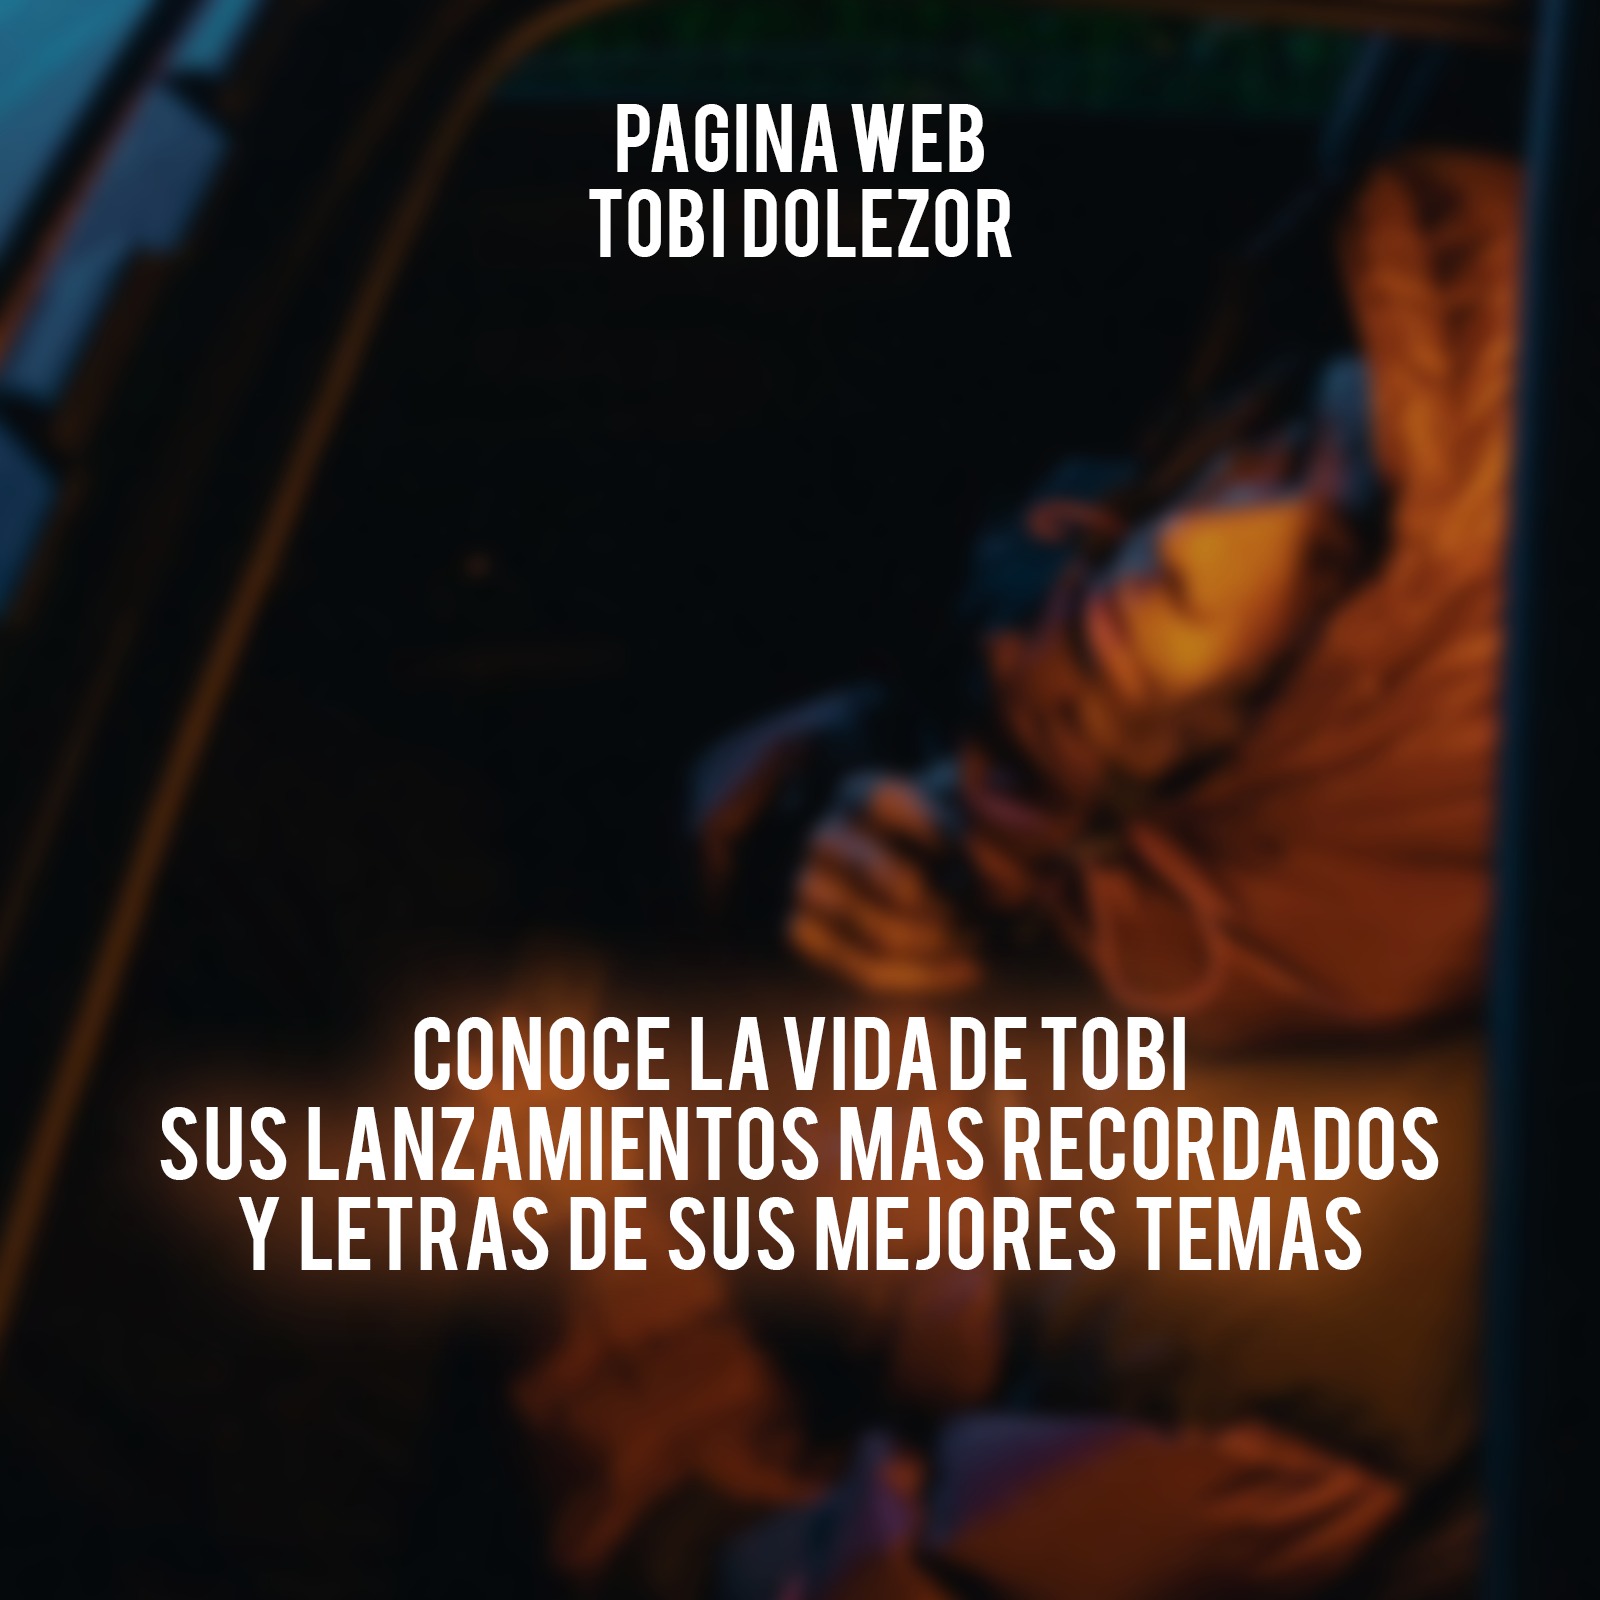 PAGINA WEB
TOBI DOLEZOR
CONOCE LA VIDA DE TOBI
SUS LANZAMIENTOS MAS RECORDADOS
Y LETRAS DE SUS MEJORES TEMAS